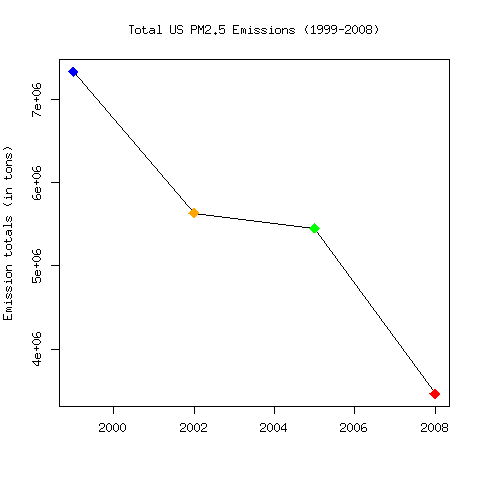 Total US PM2.5 Emissions (1999-2008)
Emission totals (in tons)
7e+06
6e+06
5e+06
4e+06
2000 2002 2004 2006 2008